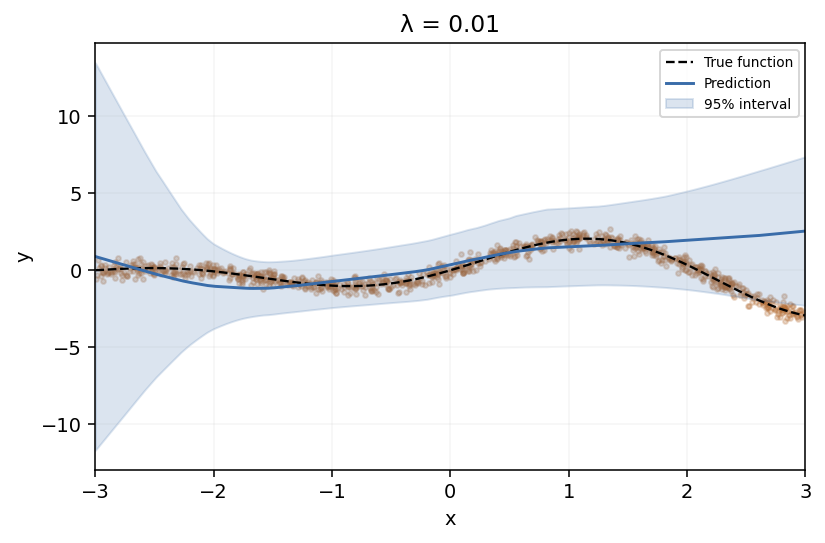 λ = 0.01
True function
Prediction
95% interval
10
5
0
−5
−10
y
−3
−2
−1
0
1
2
3
x